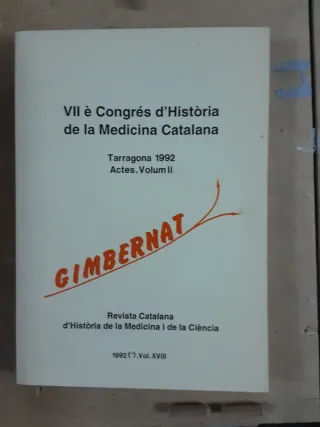 VII è Congrés d'Història
de la Medicina Catalana
Tarragona 1992
Actes. Volum II
GIMBERNAT
Revista Catalana
d'Història de la Medicina i de la Ciència
1992 (**). Vol. XVIII